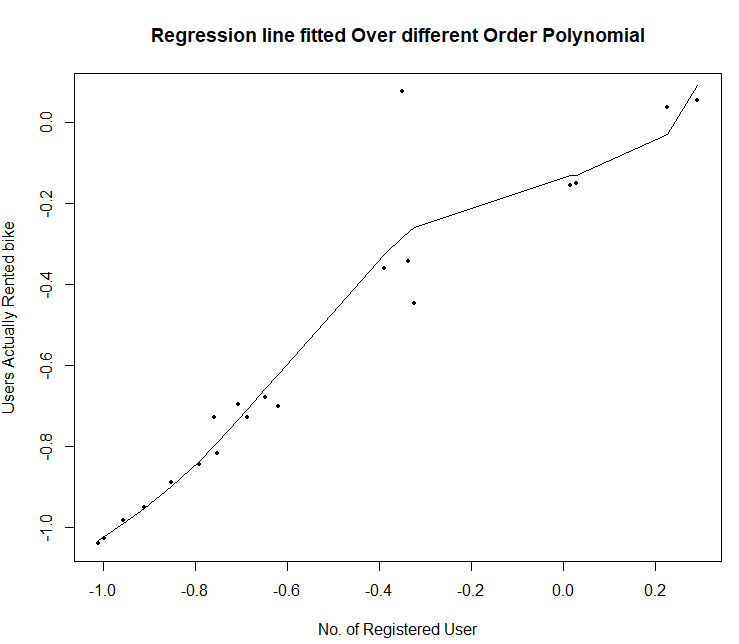 Regression line fitted Over different Order Polynomial
Users Actually Rented bike
0.0
-0.2
-0.4
-0.6
-0.8
-1.0
-1.0 -0.8 -0.6 -0.4 -0.2 0.0 0.2
No. of Registered User